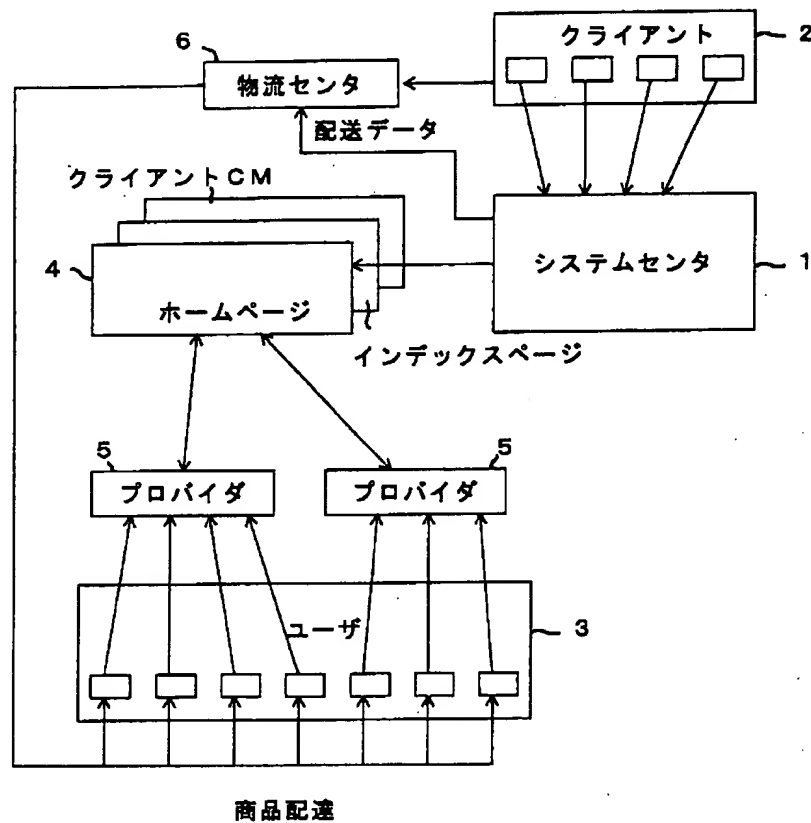 6
2
クライアント
物流センタ
配送データ
クライアントCM
システムセンタ
1
4
ホームページ
インデックスページ
5
5
プロバイダ
プロバイダ
ユーザ
3
商品配達